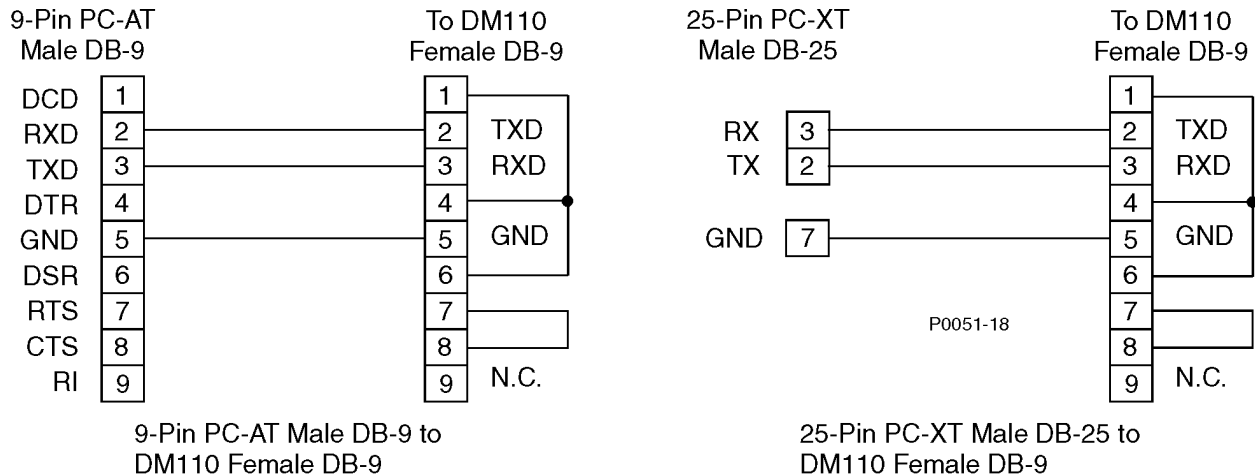 9-Pin PC-AT
Male DB-9
To DM110
Female DB-9
DCD 1
RXD 2
TXD 3
DTR 4
GND 5
DSR 6
RTS 7
CTS 8
RI 9
1
2 TXD
3 RXD
4
5 GND
6
7
8
9 N.C.
9-Pin PC-AT Male DB-9 to
DM110 Female DB-9
25-Pin PC-XT
Male DB-25
To DM110
Female DB-9
RX 3
TX 2
GND 7
1
2 TXD
3 RXD
4
5 GND
6
7
8
9 N.C.
P0051-18
25-Pin PC-XT Male DB-25 to
DM110 Female DB-9